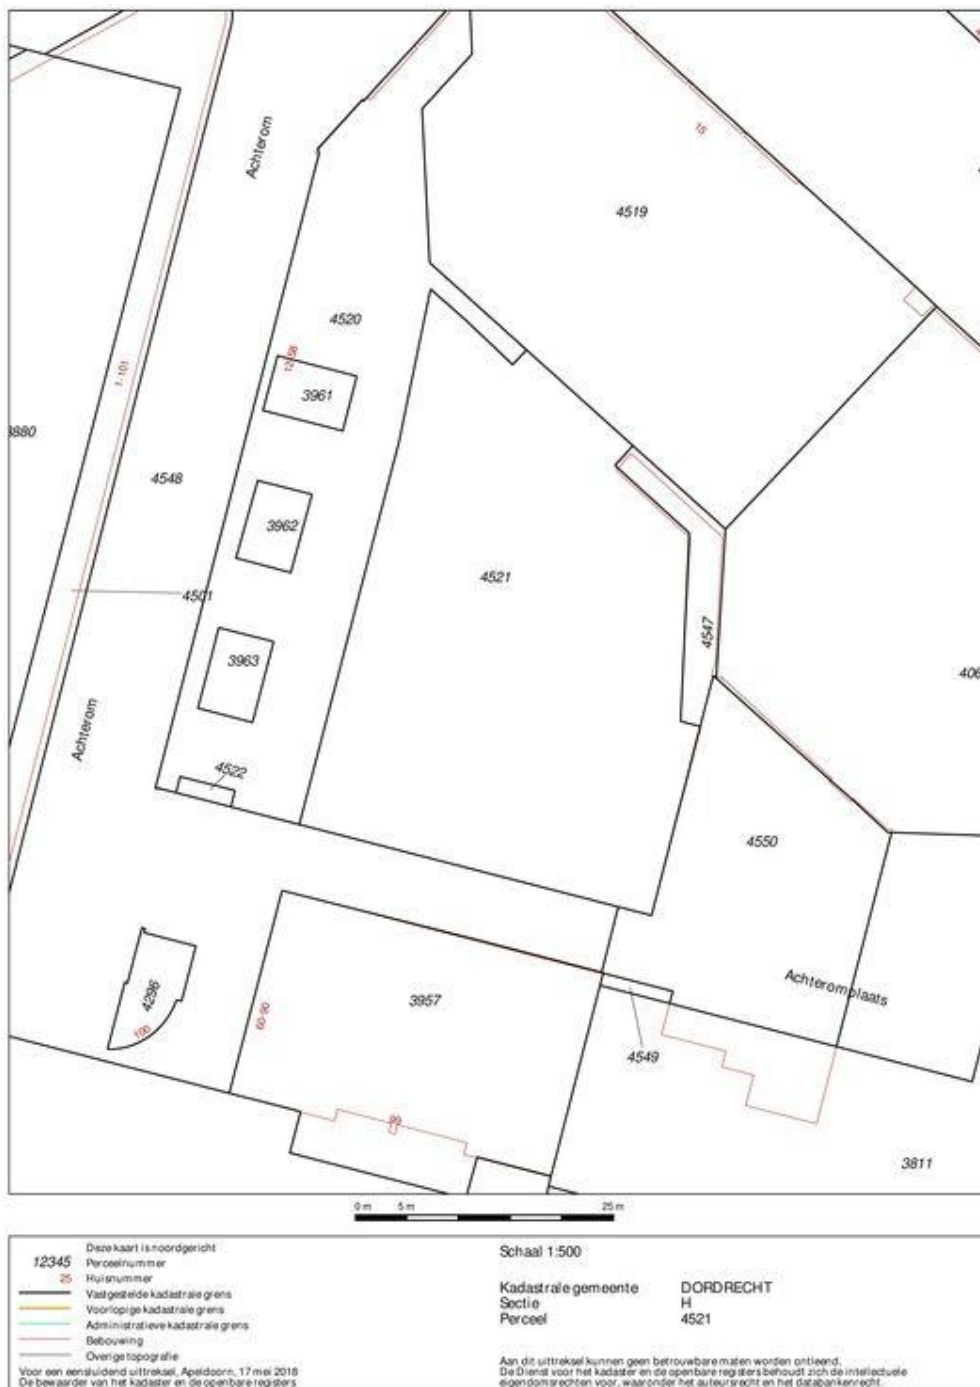 Achterom
15
4519
4520
12-58
3961
1-101
4548
3962
4521
4501
4547
3963
Achterom
4522
4550
Achteromplaats
4296
100
60-90
3957
4549
99
3811
0 m 5 m 25 m
Deze kaart is noordgericht
12345 Perceelnummer
25 Huisnummer
Vastgestelde kadastrale grens
Voorlopige kadastrale grens
Administratieve kadastrale grens
Bebouwing
Overige topografie
Voor een eensluidend uittreksel, Apeldoorn, 17 mei 2018
De bewaarder van het kadaster en de openbare registers
Schaal 1:500
Kadastrale gemeente DORDRECHT
Sectie H
Perceel 4521
Aan dit uittreksel kunnen geen betrouwbare maten worden ontleend.
De Dienst voor het kadaster en de openbare registers behoudt zich de intellectuele
eigendomsrechten voor, waaronder het auteursrecht en het databankenrecht.